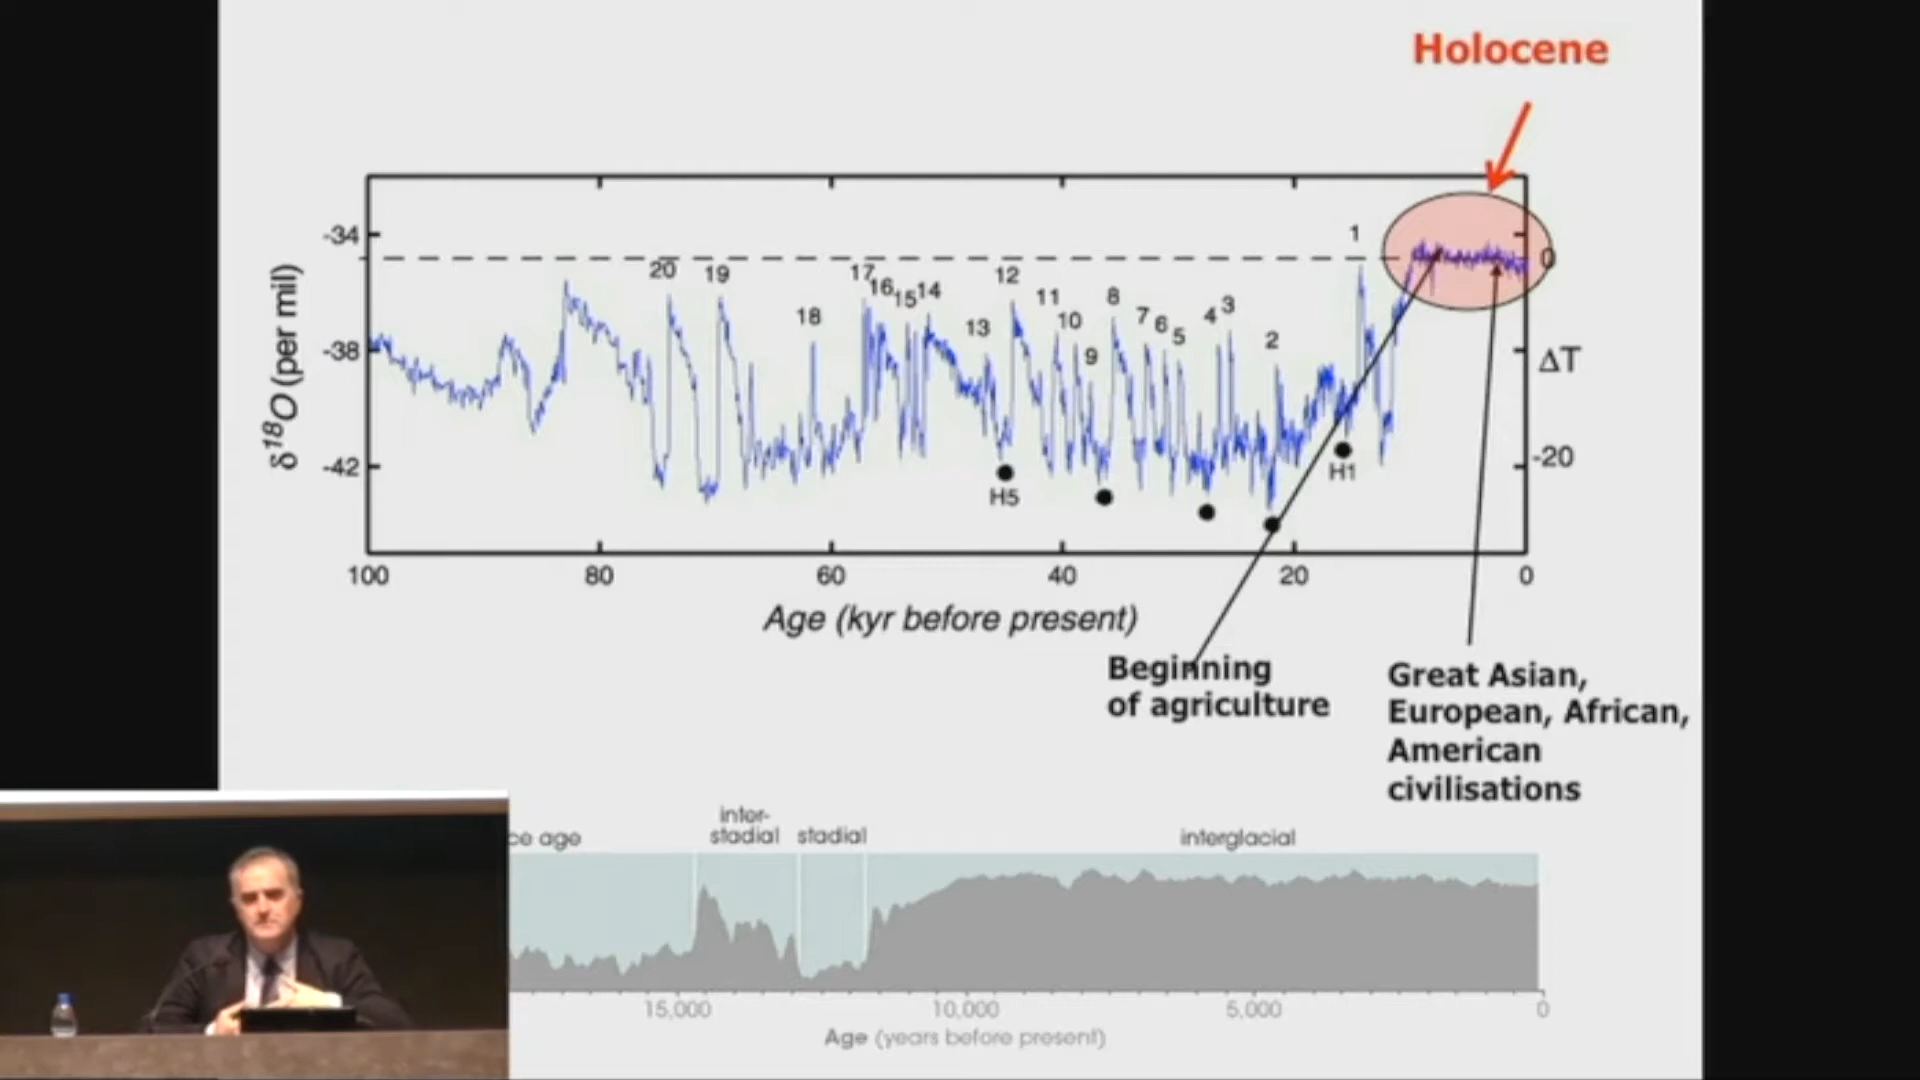 Holocene
-34
-38
-42
δ18O (per mil)
20
19
18
17
16
15
14
13
12
11
10
9
8
7
6
5
4
3
2
1
H5
H1
0
ΔT
-20
100
80
60
40
20
0
Age (kyr before present)
Beginning
of agriculture
Great Asian,
European, African,
American
civilisations
ce age
inter-
stadial
stadial
interglacial
15,000
10,000
5,000
0
Age (years before present)